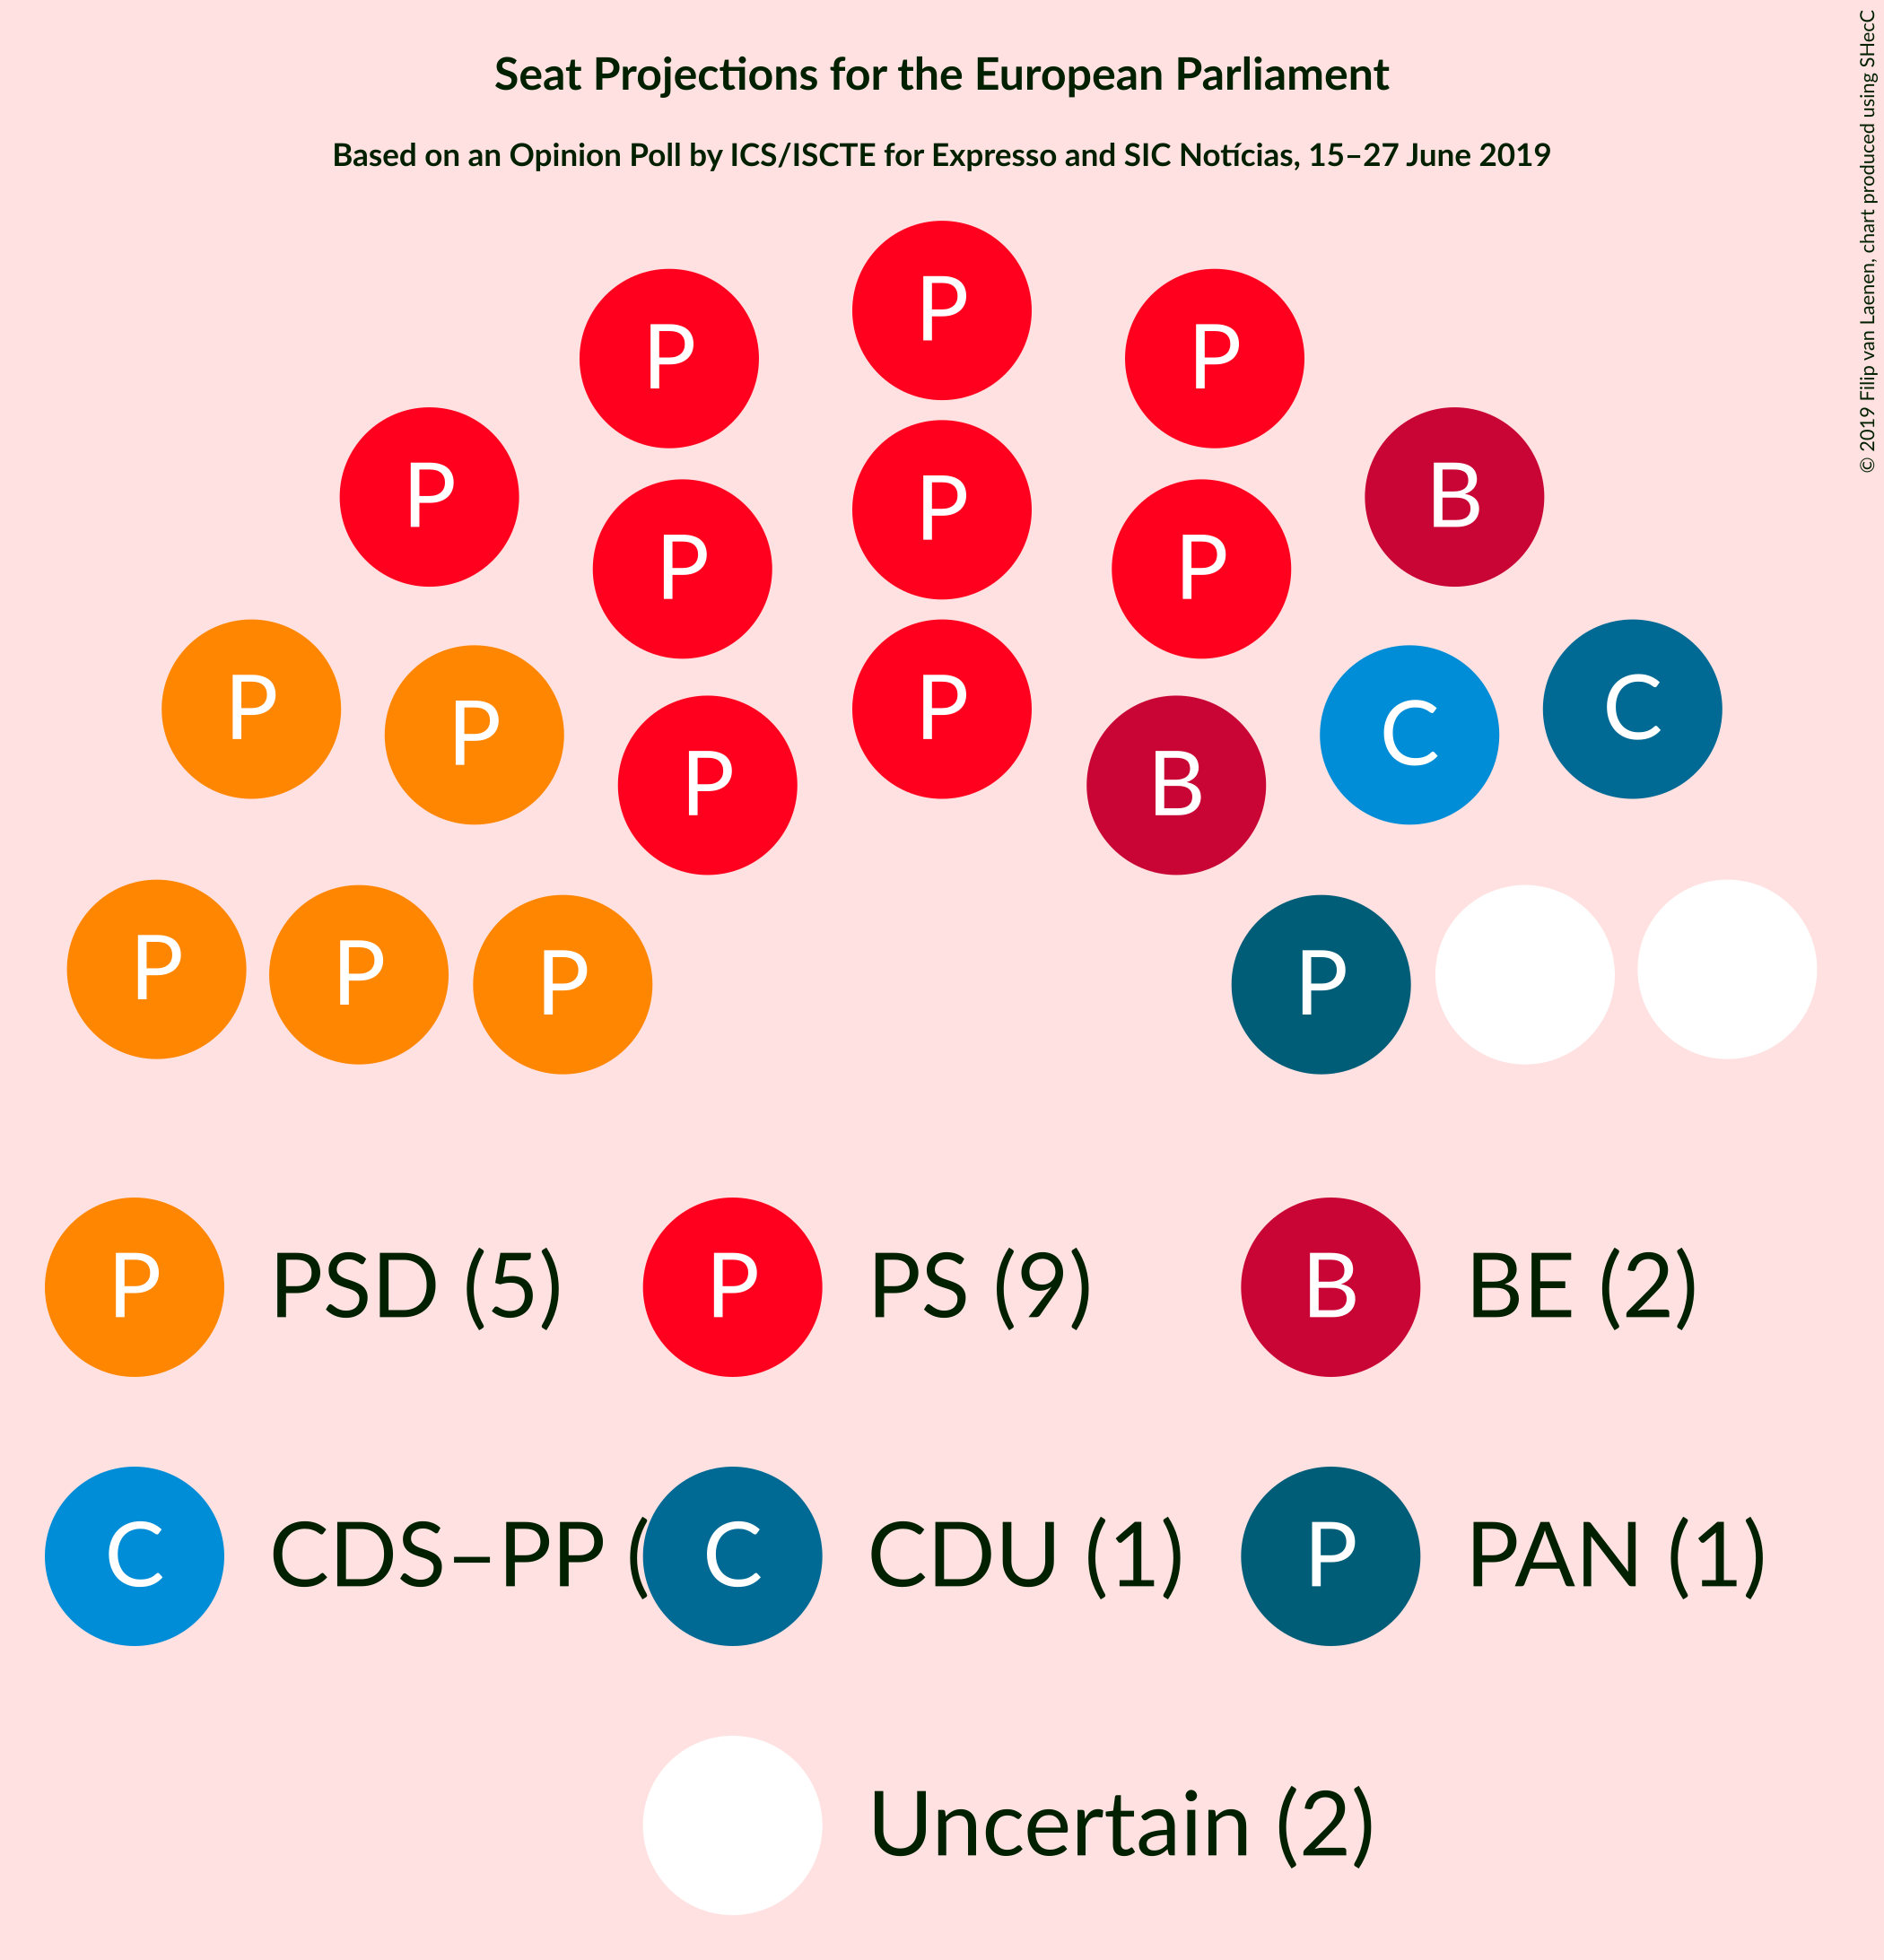 Seat Projections for the European Parliament
Based on an Opinion Poll by ICS/ISCTE for Expresso and SIC Notícias, 15–27 June 2019
© 2019 Filip van Laenen, chart produced using SHecC
P
P P
P B
P
P P
P P
P C C
P B
P P P P
P PSD (5) P PS (9) B BE (2)
C CDS–PP ( C CDU (1) P PAN (1)
Uncertain (2)